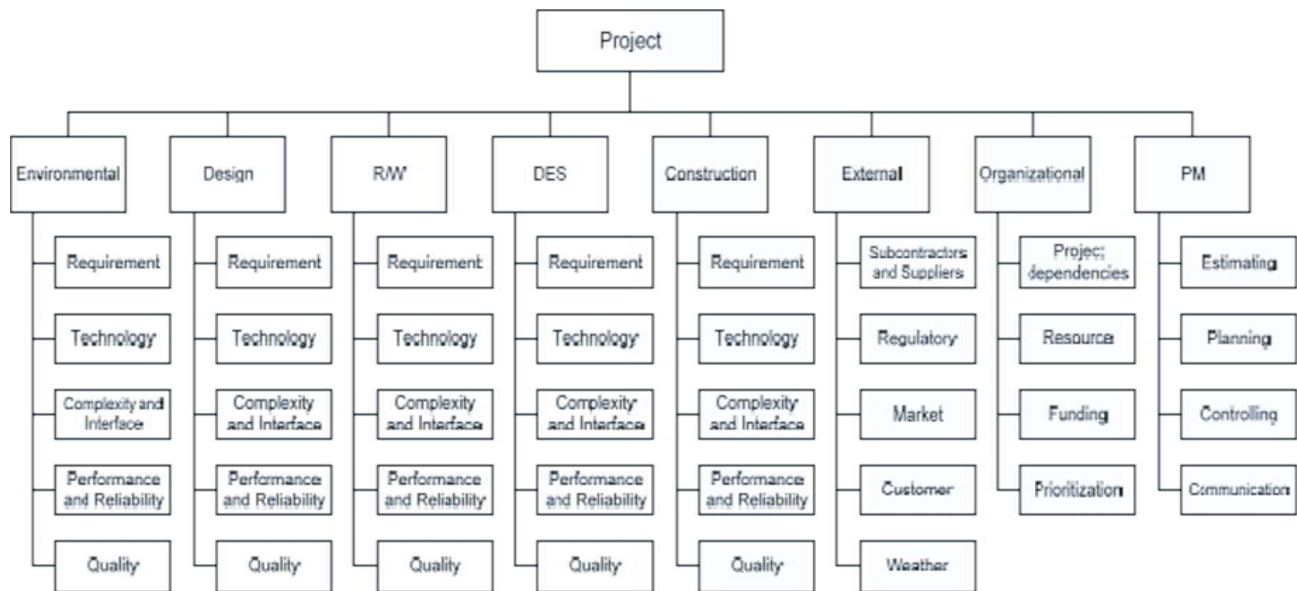 Project
Environmental
Design
R/W
DES
Construction
External
Organizational
PM
Requirement
Requirement
Requirement
Requirement
Requirement
Subcontractors
and Suppliers
Project
dependencies
Estimating
Technology
Technology
Technology
Technology
Technology
Regulatory
Resource
Planning
Complexity and
Interface
Complexity
and Interface
Complexity
and Interface
Complexity
and Interface
Complexity
and Interface
Market
Funding
Controlling
Performance
and Reliability
Performance
and Reliability
Performance
and Reliability
Performance
and Reliability
Performance
and Reliability
Customer
Prioritization
Communication
Quality
Quality
Quality
Quality
Quality
Weather